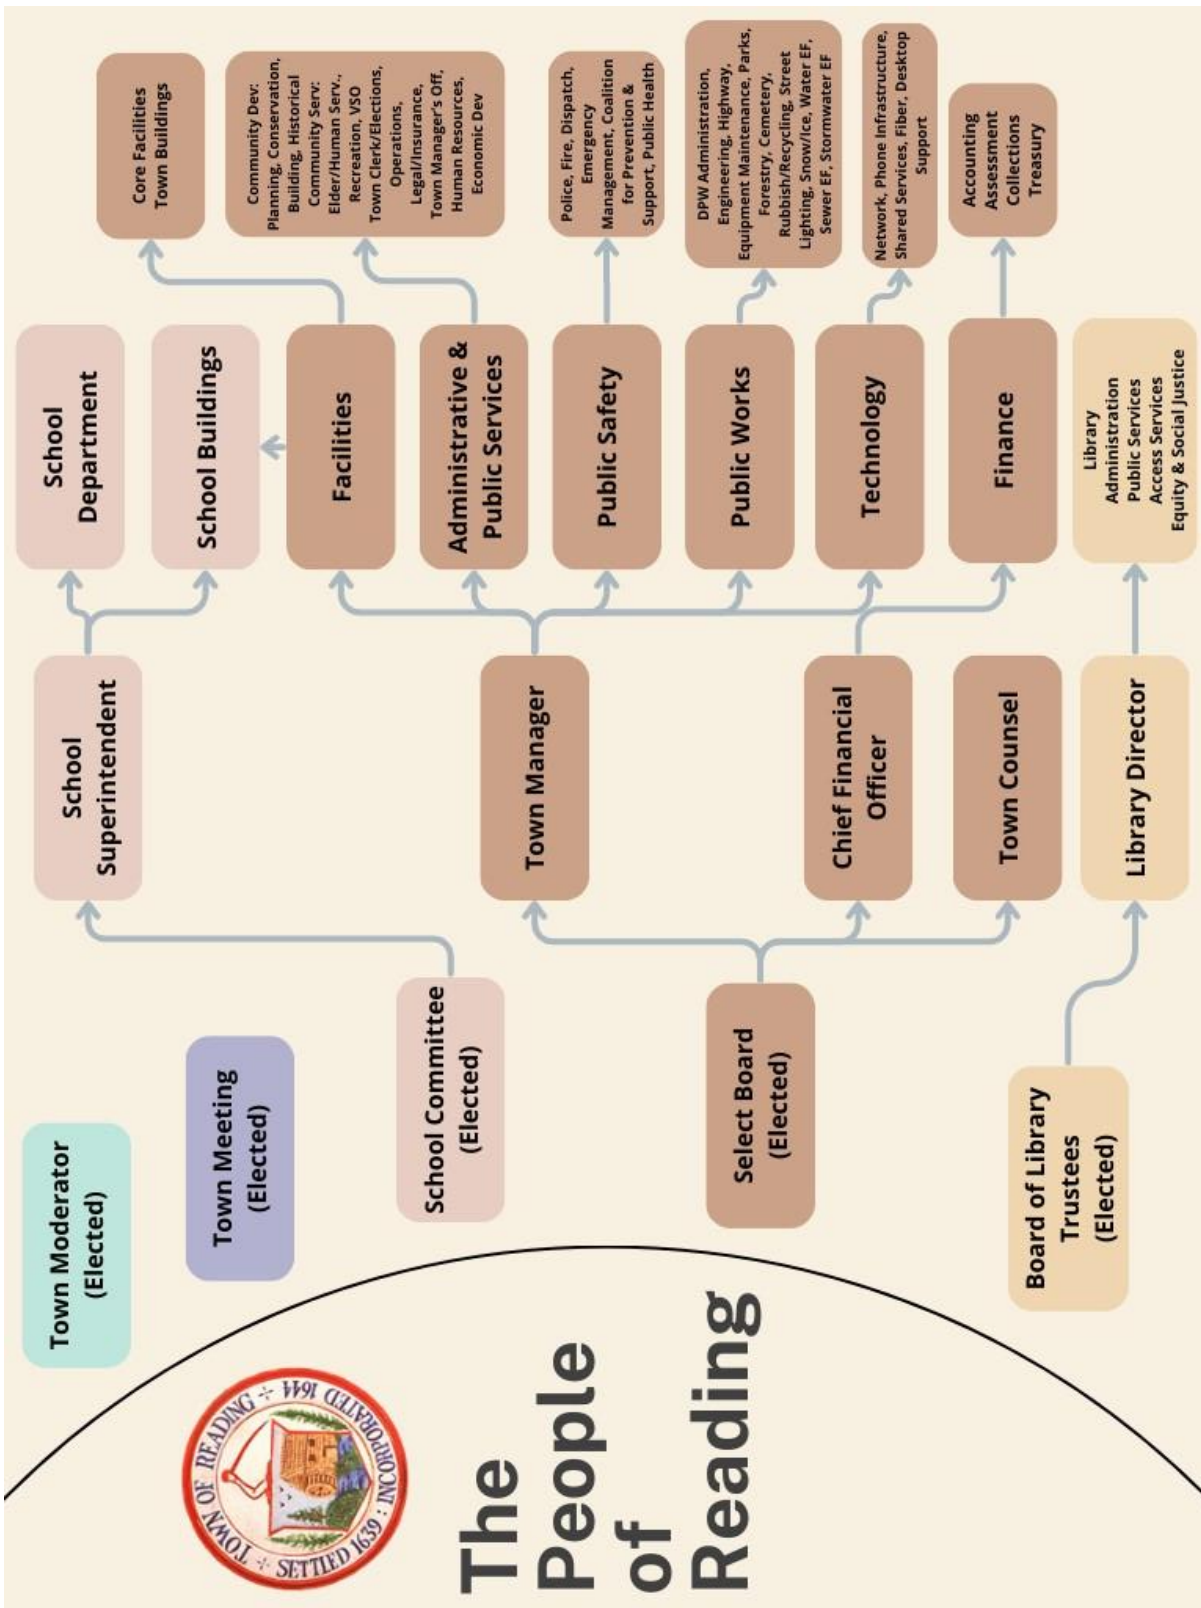 TOWN OF READING
INCORPORATED 1644
SETTLED 1639
The
People
of
Reading
Town Moderator
(Elected)
Town Meeting
(Elected)
School Committee
(Elected)
Select Board
(Elected)
Board of Library
Trustees
(Elected)
School
Superintendent
Town Manager
Chief Financial
Officer
Town Counsel
Library Director
School
Department
School Buildings
Facilities
Administrative &
Public Services
Public Safety
Public Works
Technology
Finance
Library
Administration
Public Services
Access Services
Equity & Social Justice
Core Facilities
Town Buildings
Community Dev:
Planning, Conservation,
Building, Historical
Community Serv:
Elder/Human Serv.,
Recreation, VSO
Town Clerk/Elections,
Operations,
Legal/Insurance,
Town Manager's Off,
Human Resources,
Economic Dev
Police, Fire, Dispatch,
Emergency
Management, Coalition
for Prevention &
Support, Public Health
DPW Administration,
Engineering, Highway,
Equipment Maintenance, Parks,
Forestry, Cemetery,
Rubbish/Recycling, Street
Lighting, Snow/Ice, Water EF,
Sewer EF, Stormwater EF
Network, Phone Infrastructure,
Shared Services, Fiber, Desktop
Support
Accounting
Assessment
Collections
Treasury